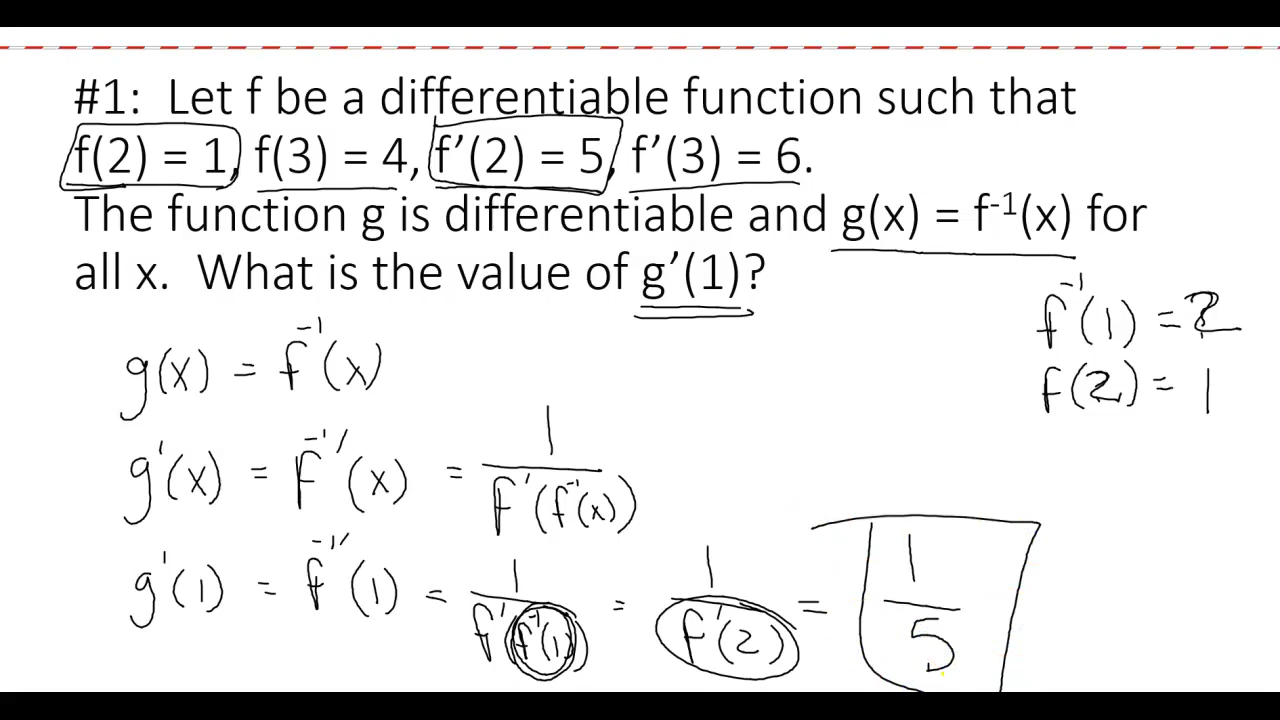 #1: Let f be a differentiable function such that
f(2) = 1, f(3) = 4, f’(2) = 5, f’(3) = 6.
The function g is differentiable and g(x) = f⁻¹(x) for
all x. What is the value of g’(1)?
f⁻¹(1) = 2
f(2) = 1
g(x) = f⁻¹(x)
g'(x) = f⁻¹'(x) = 1/f'(f⁻¹(x))
g'(1) = f⁻¹'(1) = 1/f'(f⁻¹(1)) = 1/f'(2) = 1/5